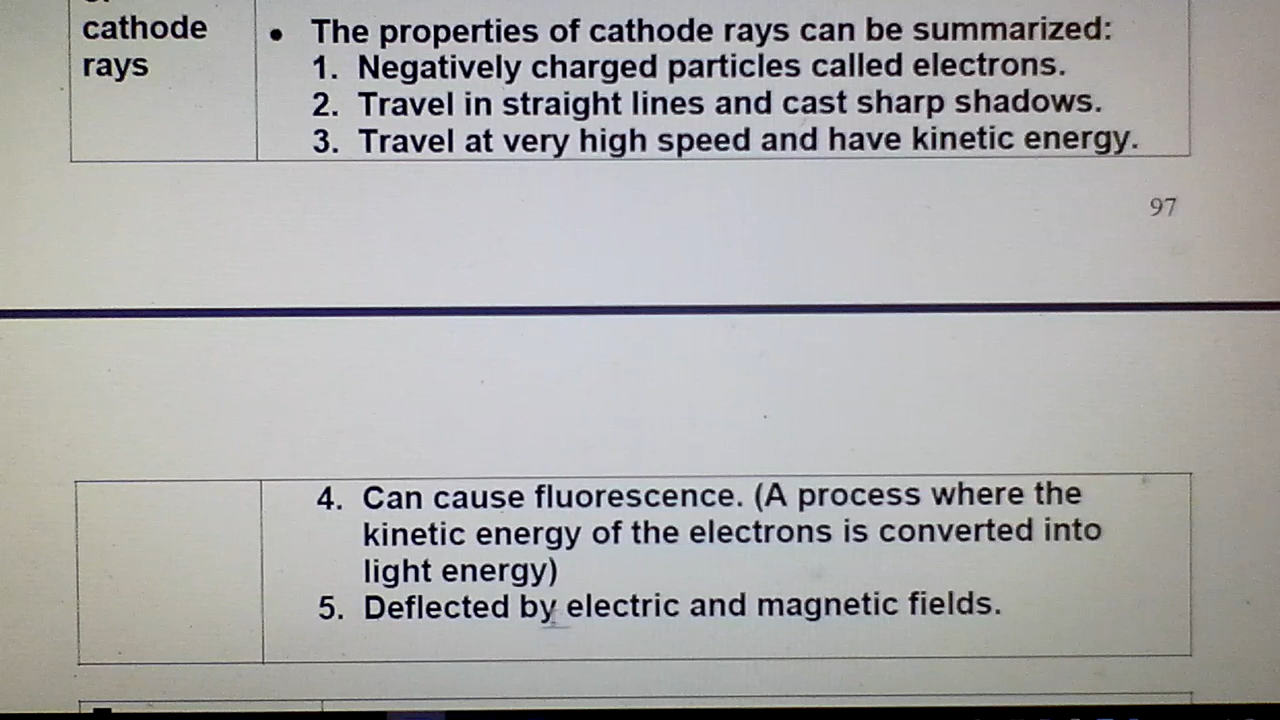 cathode
rays
• The properties of cathode rays can be summarized:
1. Negatively charged particles called electrons.
2. Travel in straight lines and cast sharp shadows.
3. Travel at very high speed and have kinetic energy.
97
4. Can cause fluorescence. (A process where the
kinetic energy of the electrons is converted into
light energy)
5. Deflected by electric and magnetic fields.